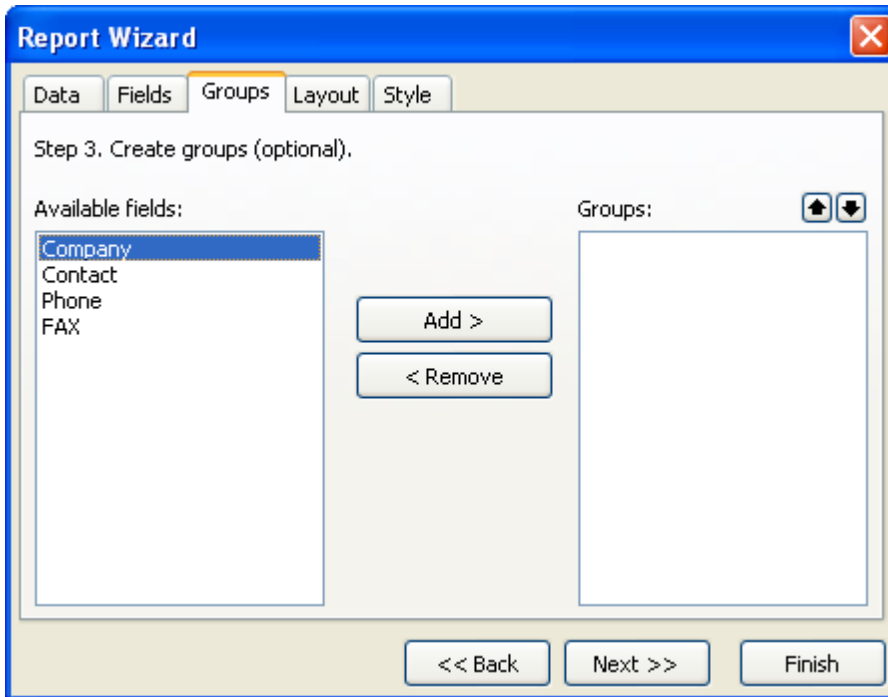 Report Wizard
Data Fields Groups Layout Style
Step 3. Create groups (optional).
Available fields: Groups:
Company
Contact
Phone
FAX
Add >
< Remove
<< Back Next >> Finish